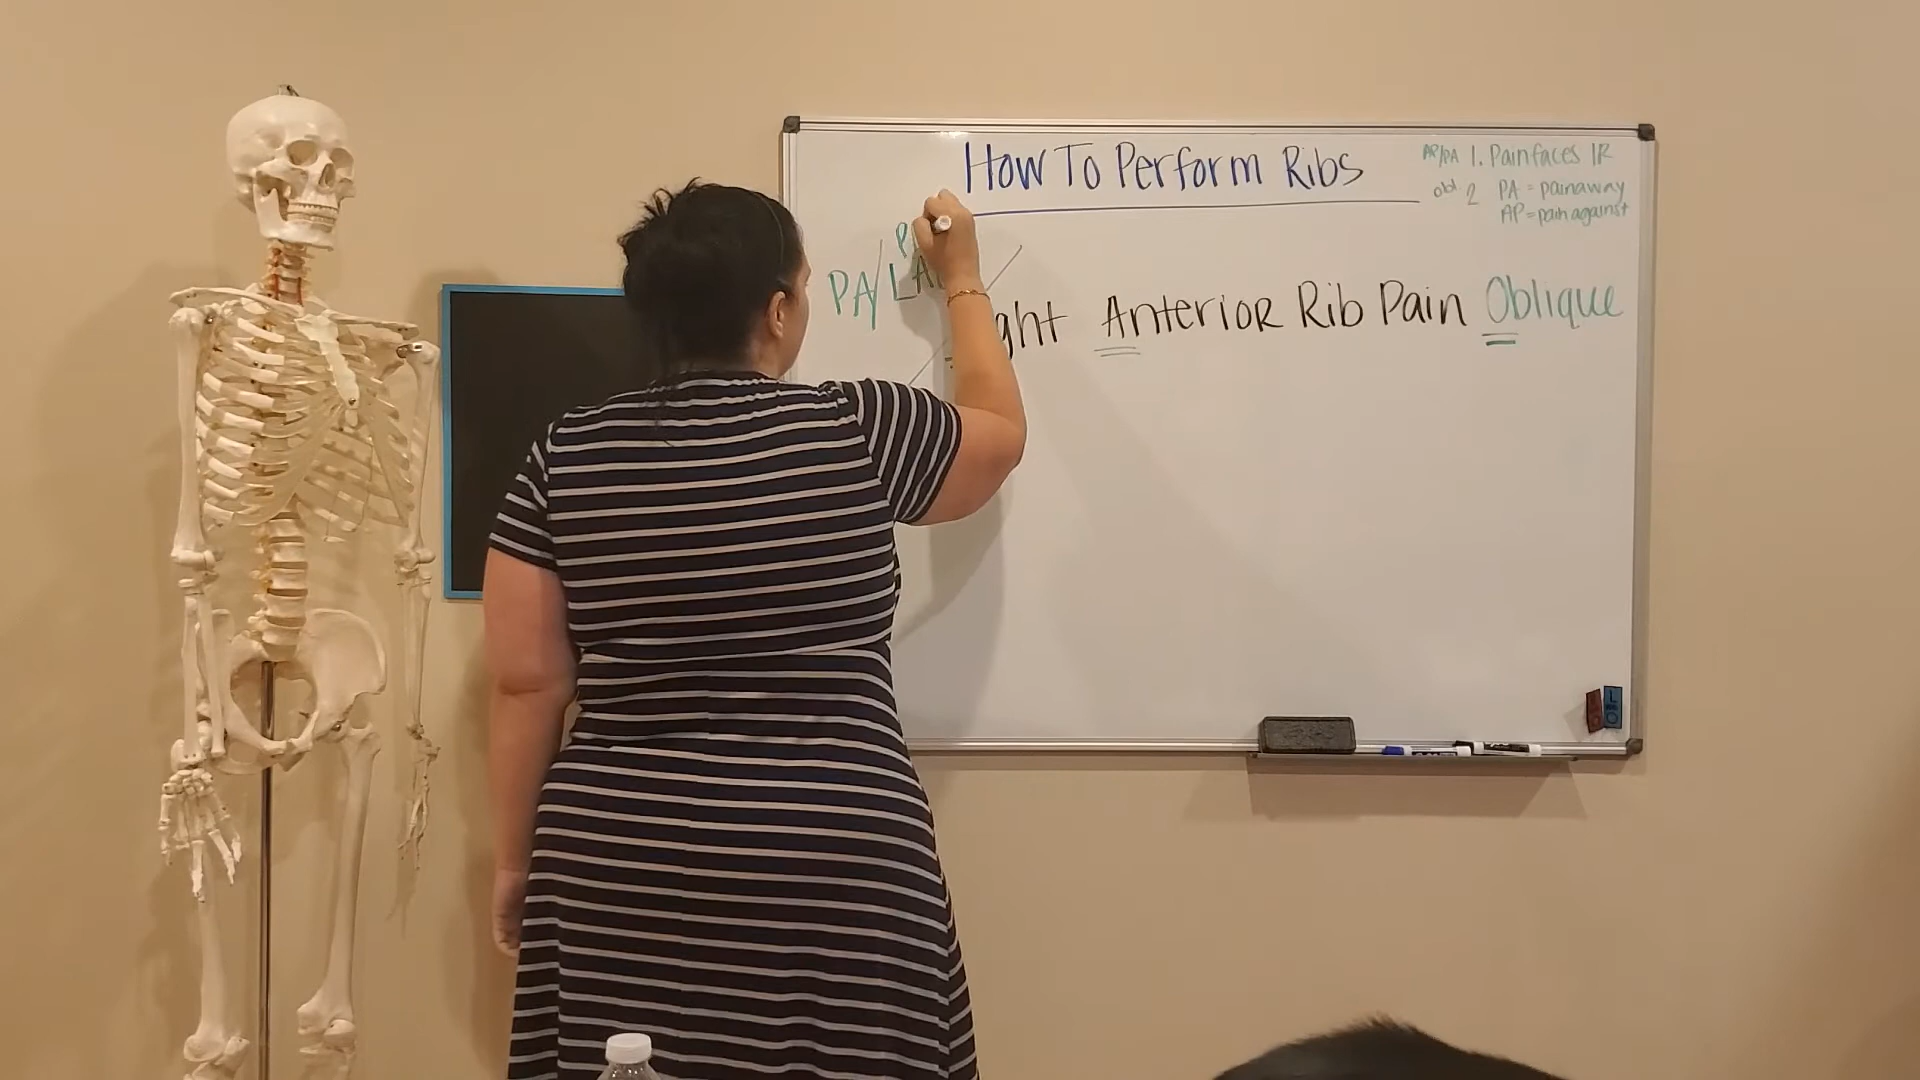 How To Perform Ribs
AP/PA 1. Pain faces IR
obl 2 PA = pain away
AP = pain against
PA/
ght Anterior Rib Pain Oblique